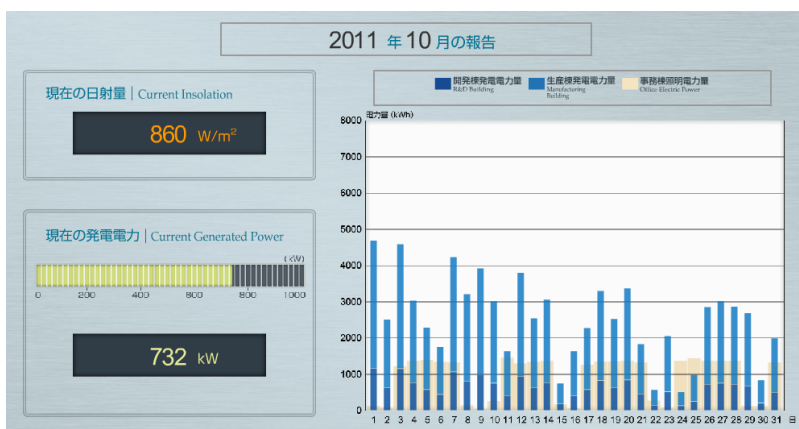 2011 年 10 月の報告
現在の日射量 | Current Insolation
860 W/m²
現在の発電電力 | Current Generated Power
(kW)
0 200 400 600 800 1000
732 kW
開発棟発電電力量
R&D Building
生産棟発電電力量
Manufacturing
Building
事務棟照明電力量
Office Electric Power
電力量 (kWh)
8000
7000
6000
5000
4000
3000
2000
1000
0
1 2 3 4 5 6 7 8 9 10 11 12 13 14 15 16 17 18 19 20 21 22 23 24 25 26 27 28 29 30 31 日